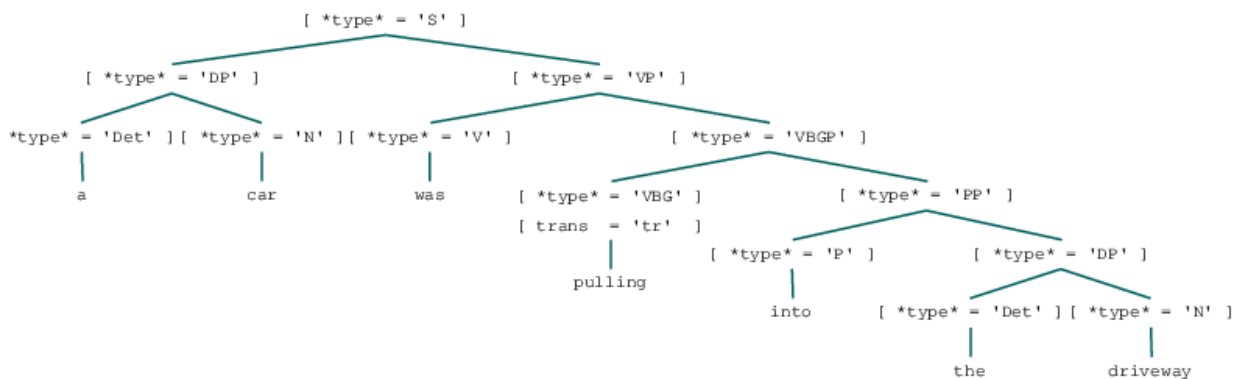 [ *type* = 'S' ]
[ *type* = 'DP' ] [ *type* = 'VP' ]
*type* = 'Det' ] [ *type* = 'N' ] [ *type* = 'V' ] [ *type* = 'VBGP' ]
a car was [ *type* = 'VBG' ] [ *type* = 'PP' ]
[ trans = 'tr' ]
[ *type* = 'P' ] [ *type* = 'DP' ]
pulling
into [ *type* = 'Det' ] [ *type* = 'N' ]
the driveway